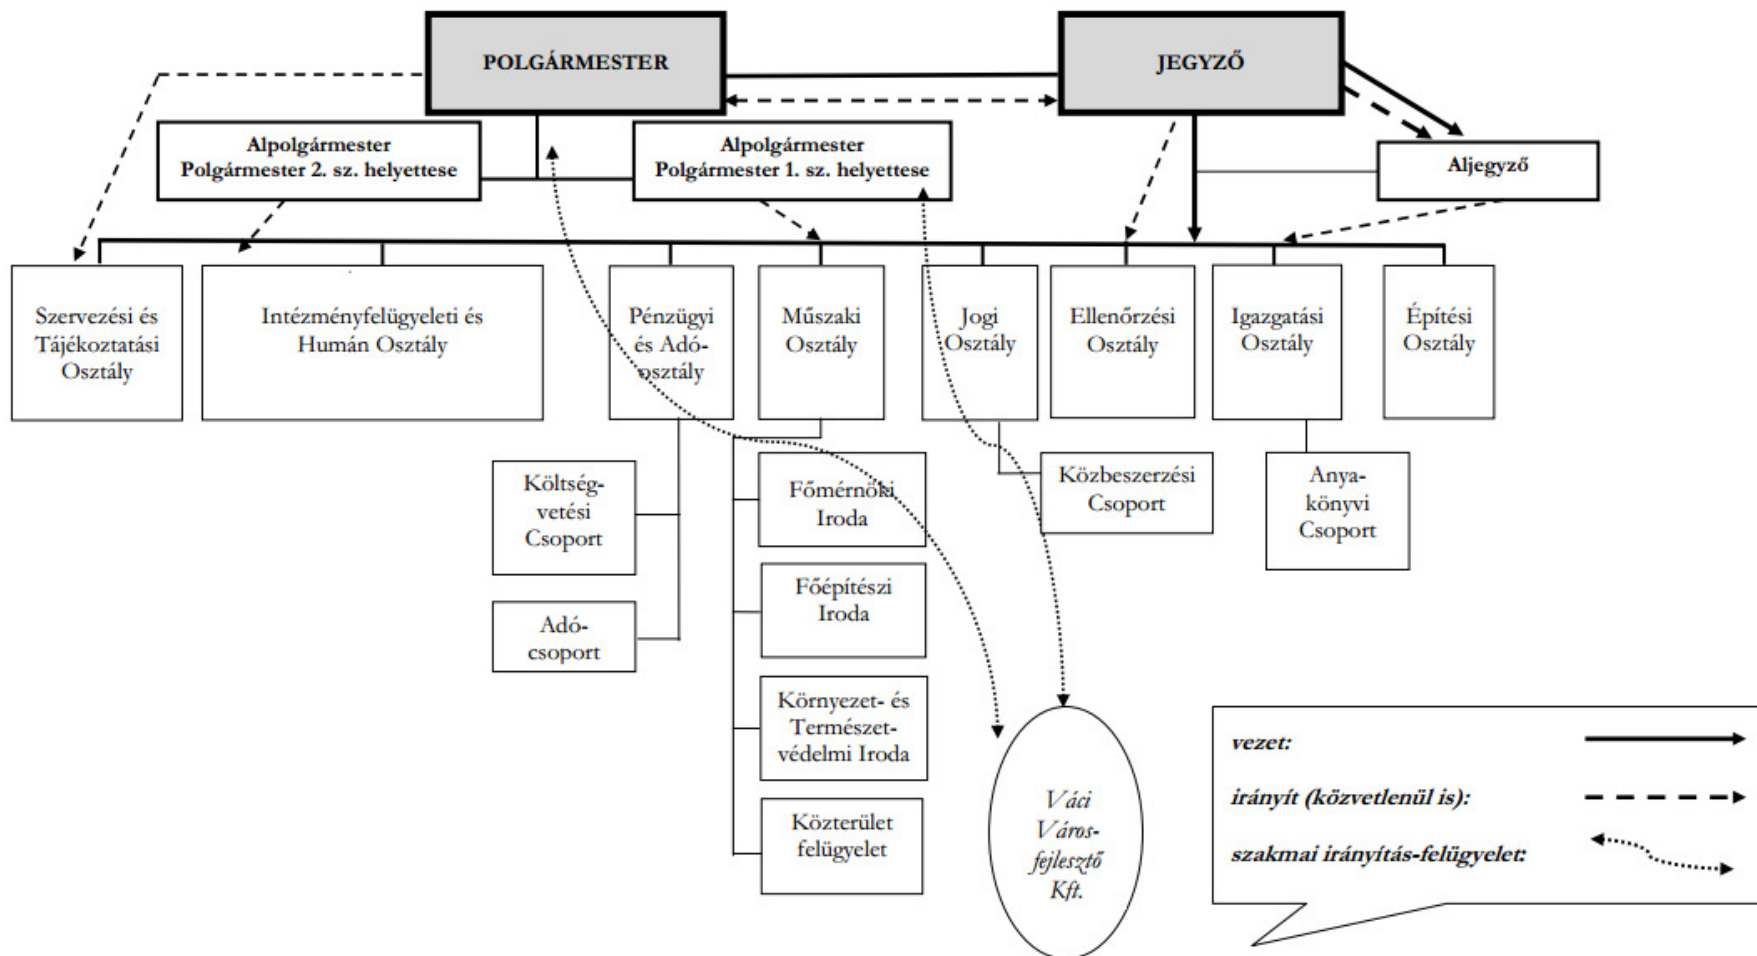 POLGÁRMESTER
JEGYZŐ
Alpolgármester
Polgármester 2. sz. helyettese
Alpolgármester
Polgármester 1. sz. helyettese
Aljegyző
Szervezési és
Tájékoztatási
Osztály
Intézményfelügyeleti és
Humán Osztály
Pénzügyi
és Adó-
osztály
Műszaki
Osztály
Jogi
Osztály
Ellenőrzési
Osztály
Igazgatási
Osztály
Építési
Osztály
Költség-
vetési
Csoport
Adó-
csoport
Főmérnöki
Iroda
Főépítészi
Iroda
Környezet- és
Természet-
védelmi Iroda
Közterület
felügyelet
Közbeszerzési
Csoport
Anya-
könyvi
Csoport
Váci
Város-
fejlesztő
Kft.
vezet:
irányít (közvetlenül is):
szakmai irányítás-felügyelet: